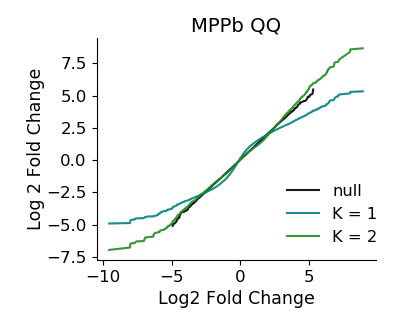 MPPb QQ
Log 2 Fold Change
7.5
5.0
2.5
0.0
−2.5
−5.0
−7.5
null
K = 1
K = 2
−10
−5
0
5
Log2 Fold Change